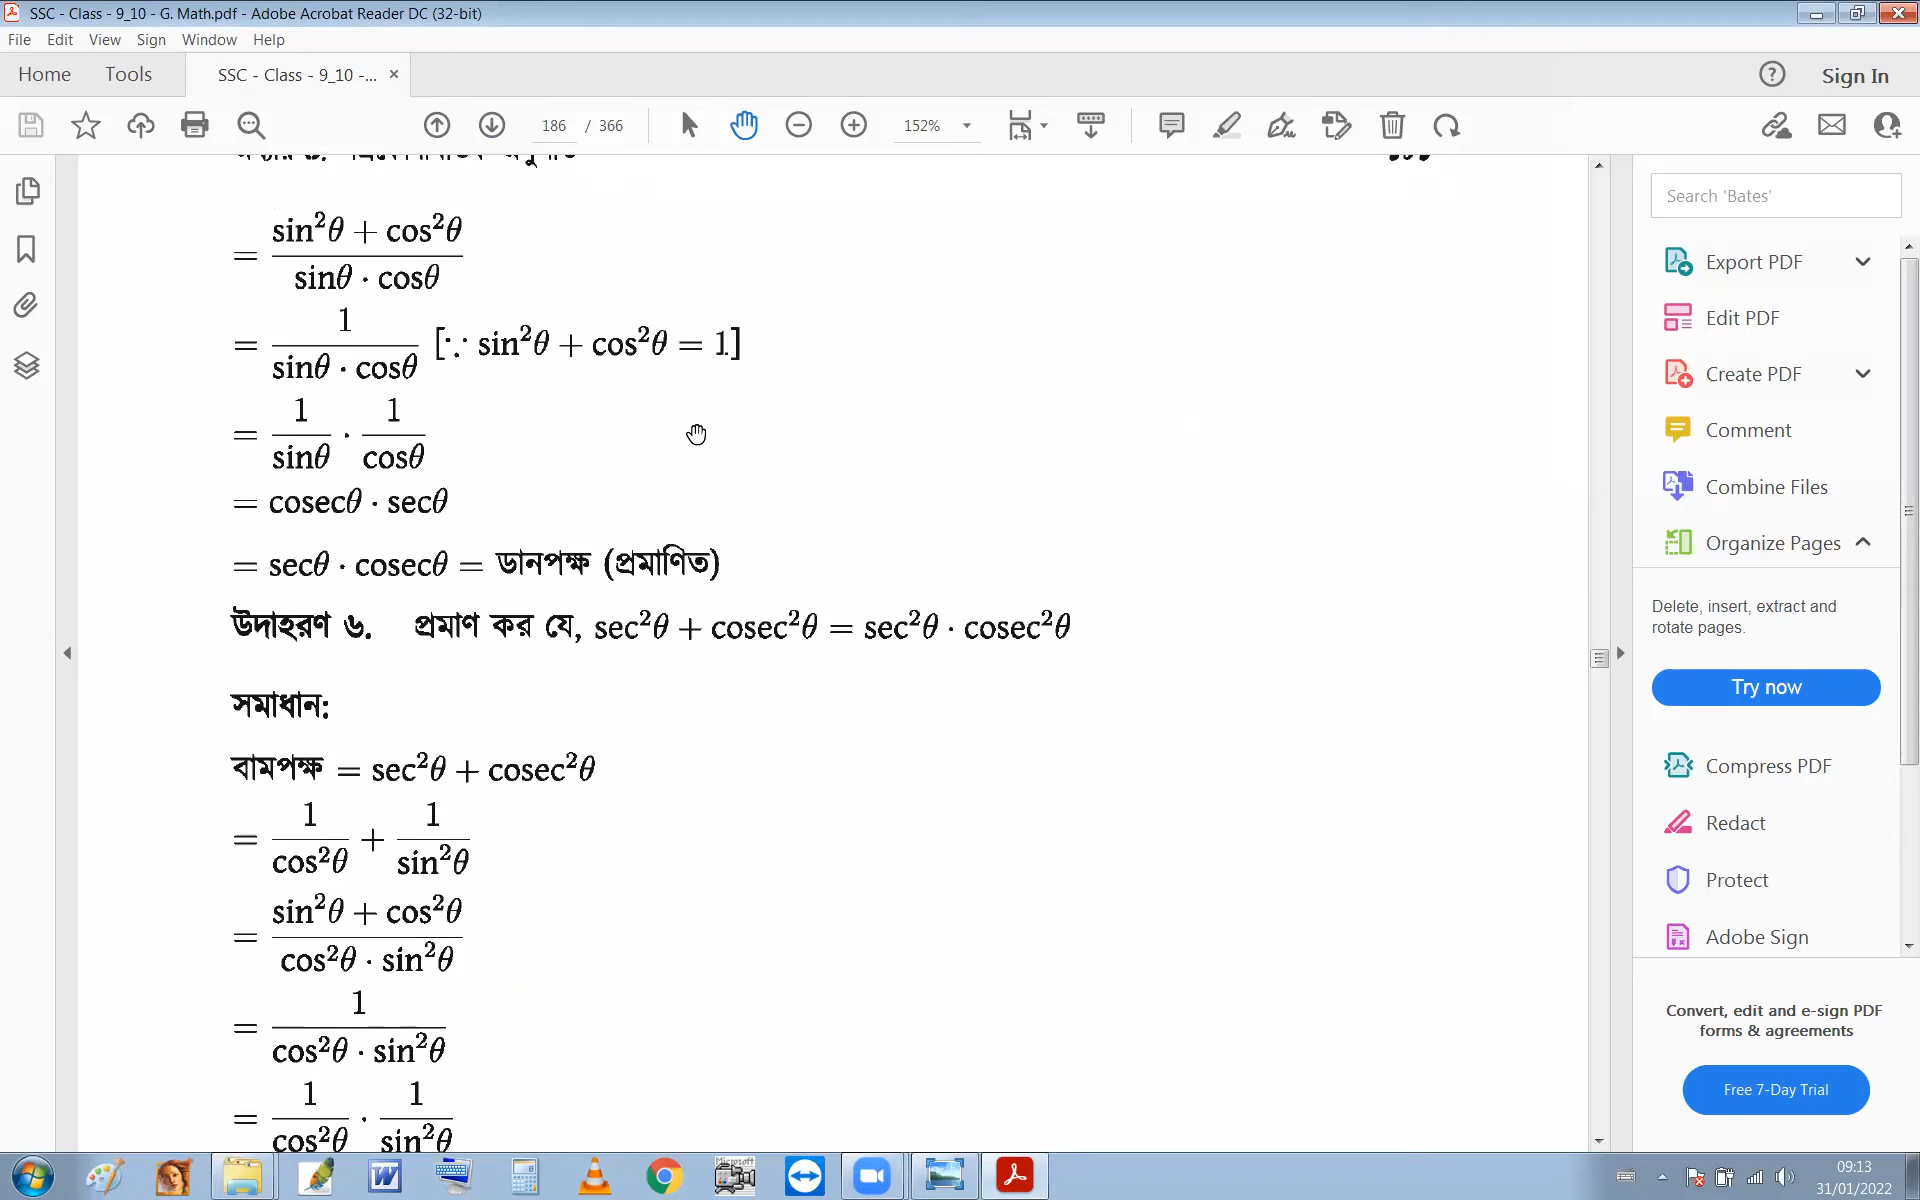 SSC - Class - 9_10 - G. Math.pdf - Adobe Acrobat Reader DC (32-bit)
File Edit View Sign Window Help
Home Tools SSC - Class - 9_10 -... × Sign In
186 / 366 152%
= (sin²θ + cos²θ) / (sinθ · cosθ)
= 1 / (sinθ · cosθ) [∵ sin²θ + cos²θ = 1]
= 1/sinθ · 1/cosθ
= cosecθ · secθ
= secθ · cosecθ = ডানপক্ষ (প্রমাণিত)
উদাহরণ ৬. প্রমাণ কর যে, sec²θ + cosec²θ = sec²θ · cosec²θ
সমাধান:
বামপক্ষ = sec²θ + cosec²θ
= 1/cos²θ + 1/sin²θ
= (sin²θ + cos²θ) / (cos²θ · sin²θ)
= 1 / (cos²θ · sin²θ)
= 1/cos²θ · 1/sin²θ
Search 'Bates'
Export PDF
Edit PDF
Create PDF
Comment
Combine Files
Organize Pages
Delete, insert, extract and
rotate pages.
Try now
Compress PDF
Redact
Protect
Adobe Sign
Convert, edit and e-sign PDF
forms & agreements
Free 7-Day Trial
09:13
31/01/2022